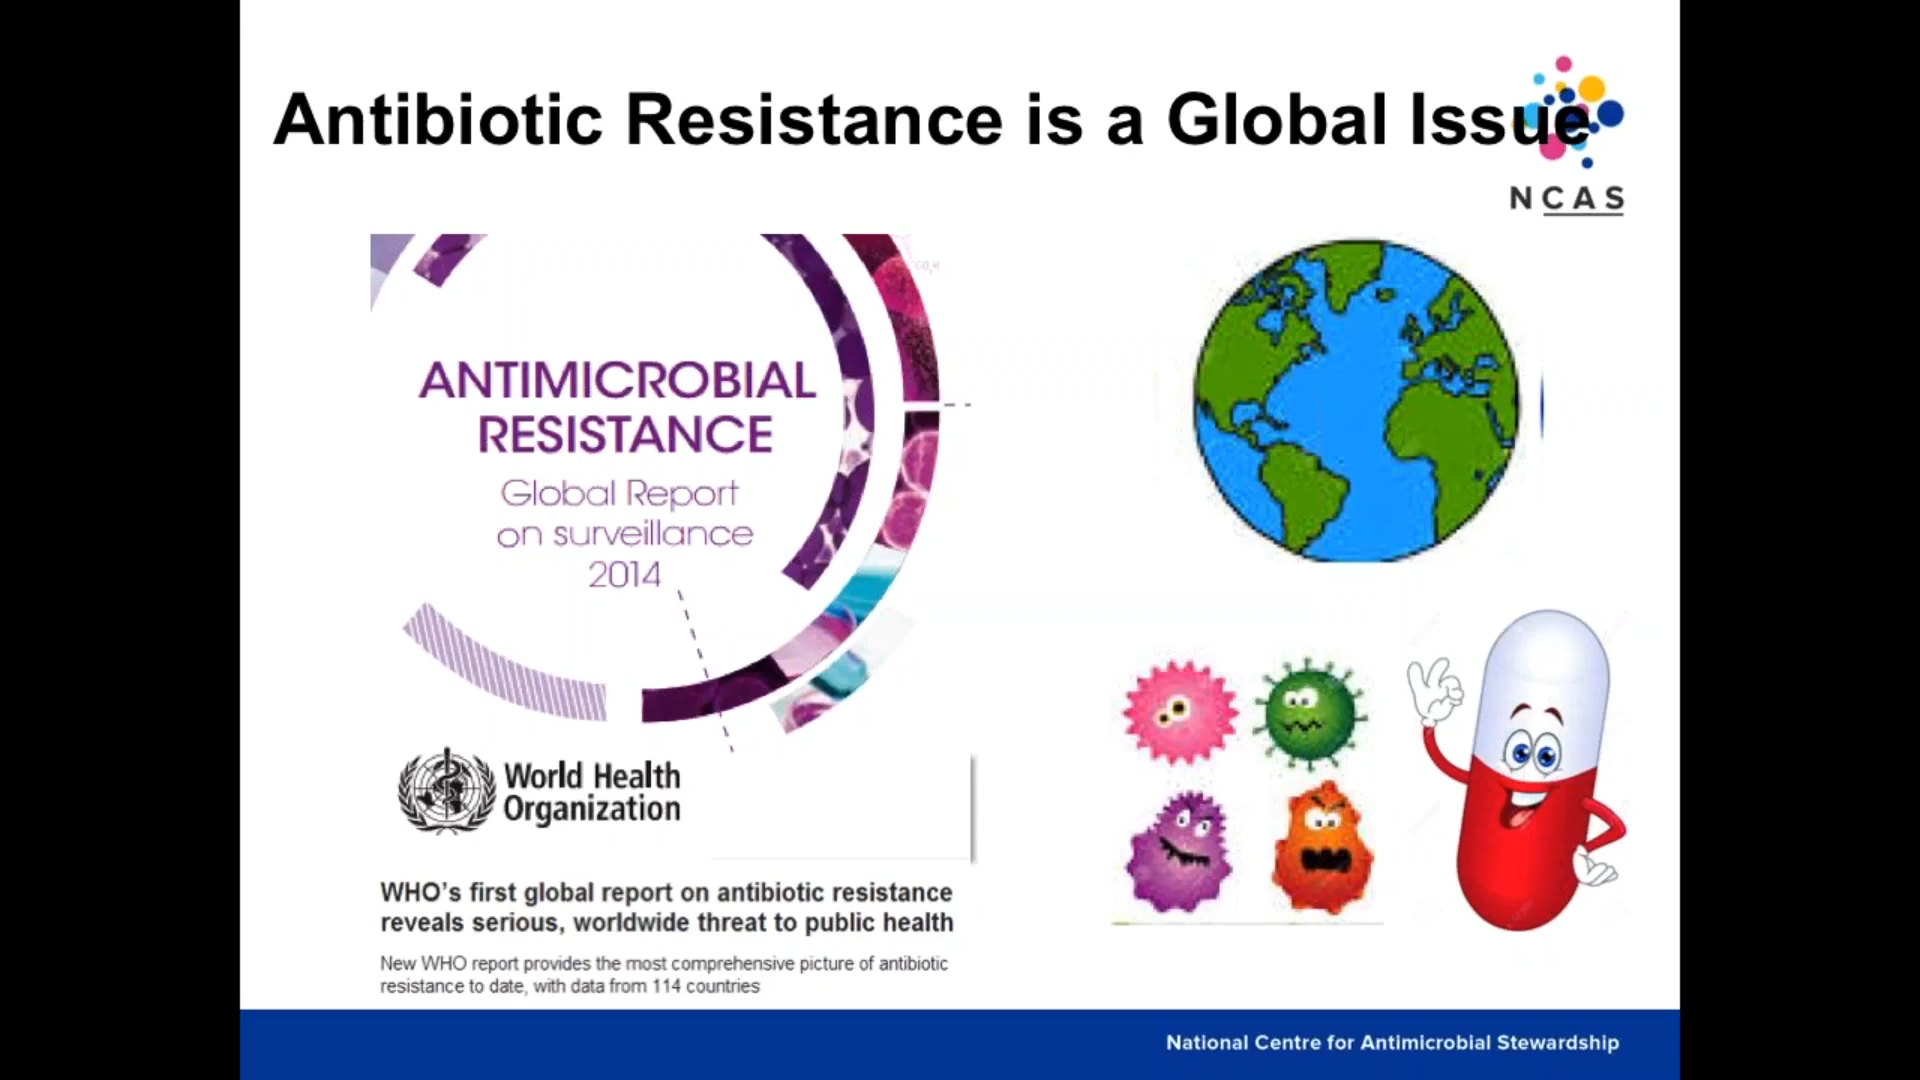 Antibiotic Resistance is a Global Issue
NCAS
ANTIMICROBIAL
RESISTANCE
Global Report
on surveillance
2014
World Health
Organization
WHO's first global report on antibiotic resistance
reveals serious, worldwide threat to public health
New WHO report provides the most comprehensive picture of antibiotic
resistance to date, with data from 114 countries
National Centre for Antimicrobial Stewardship